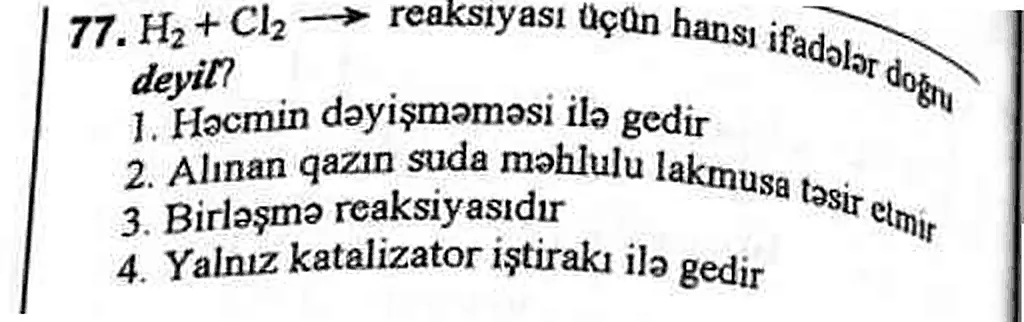 77. H₂ + Cl₂ → reaksiyası üçün hansı ifadələr doğru
deyil?
1. Həcmin dəyişməməsi ilə gedir
2. Alınan qazın suda məhlulu lakmusa təsir etmir
3. Birləşmə reaksiyasıdır
4. Yalnız katalizator iştirakı ilə gedir